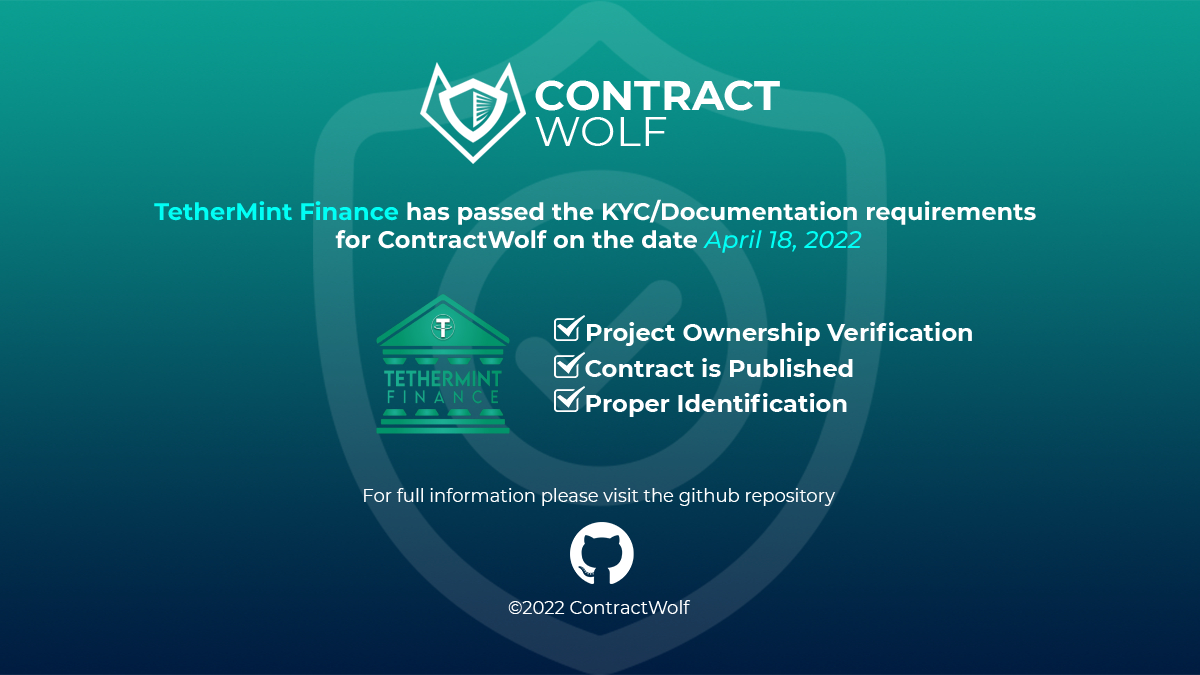 CONTRACT
WOLF
TetherMint Finance has passed the KYC/Documentation requirements
for ContractWolf on the date April 18, 2022
T
TETHERMINT
FINANCE
Project Ownership Verification
Contract is Published
Proper Identification
For full information please visit the github repository
©2022 ContractWolf